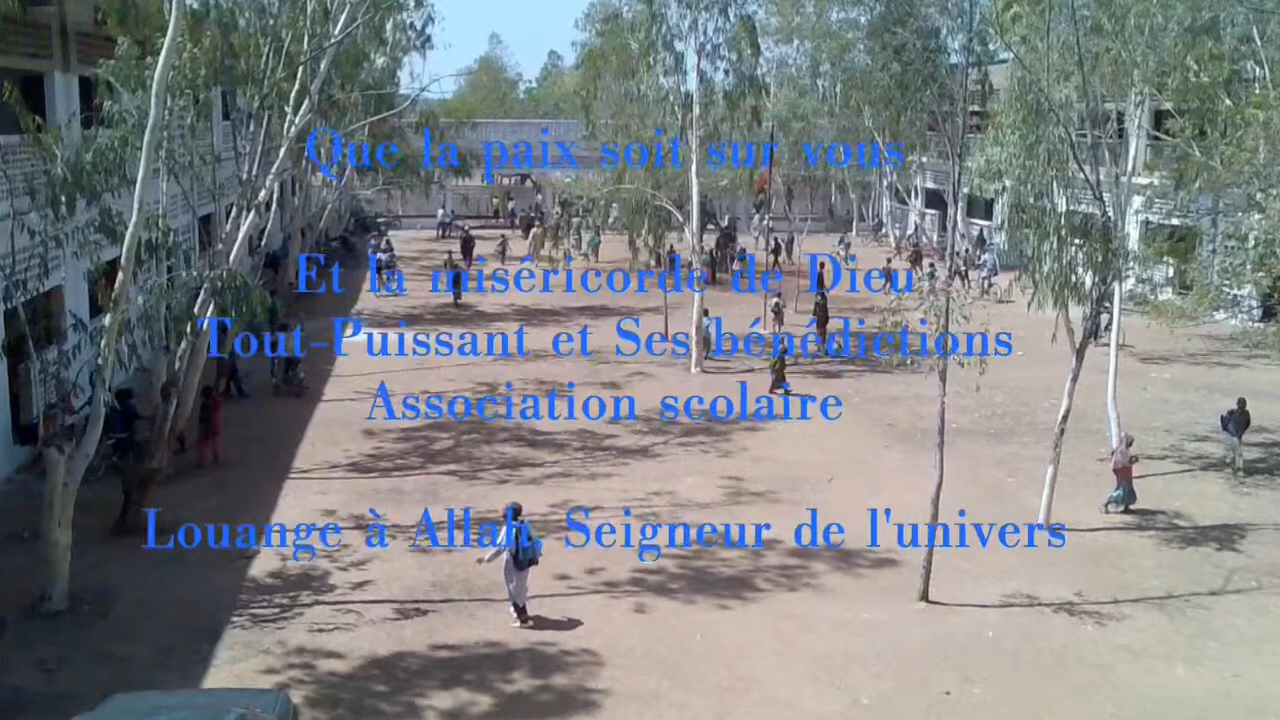 Que la paix soit sur vous
Et la miséricorde de Dieu
Tout-Puissant et Ses bénédictions
Association scolaire
Louange à Allah, Seigneur de l'univers